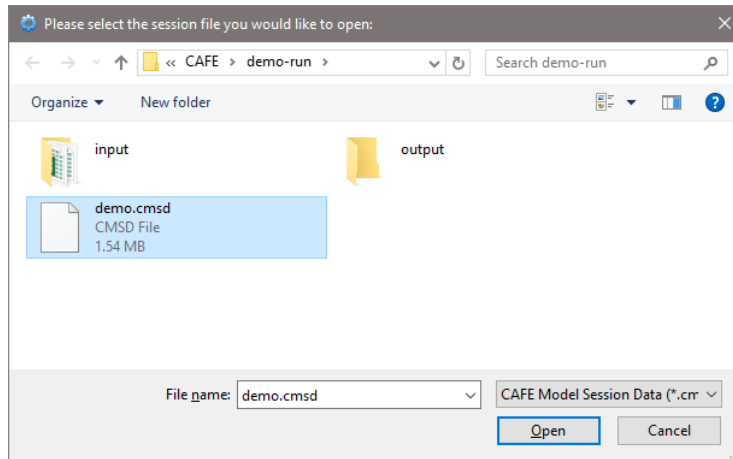 Please select the session file you would like to open:
« CAFE › demo-run ›
Search demo-run
Organize
New folder
input
output
demo.cmsd
CMSD File
1.54 MB
File name: demo.cmsd
CAFE Model Session Data (*.cm
Open
Cancel